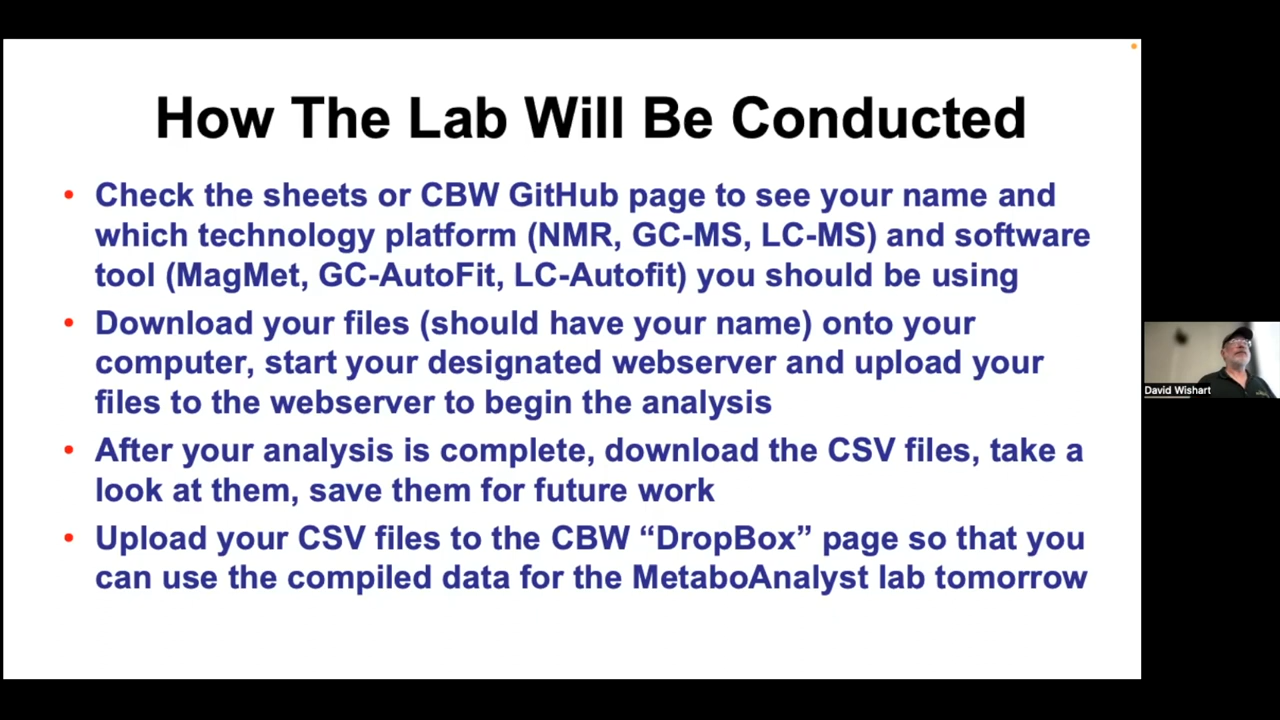 How The Lab Will Be Conducted
• Check the sheets or CBW GitHub page to see your name and
which technology platform (NMR, GC-MS, LC-MS) and software
tool (MagMet, GC-AutoFit, LC-Autofit) you should be using
• Download your files (should have your name) onto your
computer, start your designated webserver and upload your
files to the webserver to begin the analysis
• After your analysis is complete, download the CSV files, take a
look at them, save them for future work
• Upload your CSV files to the CBW “DropBox” page so that you
can use the compiled data for the MetaboAnalyst lab tomorrow
David Wishart